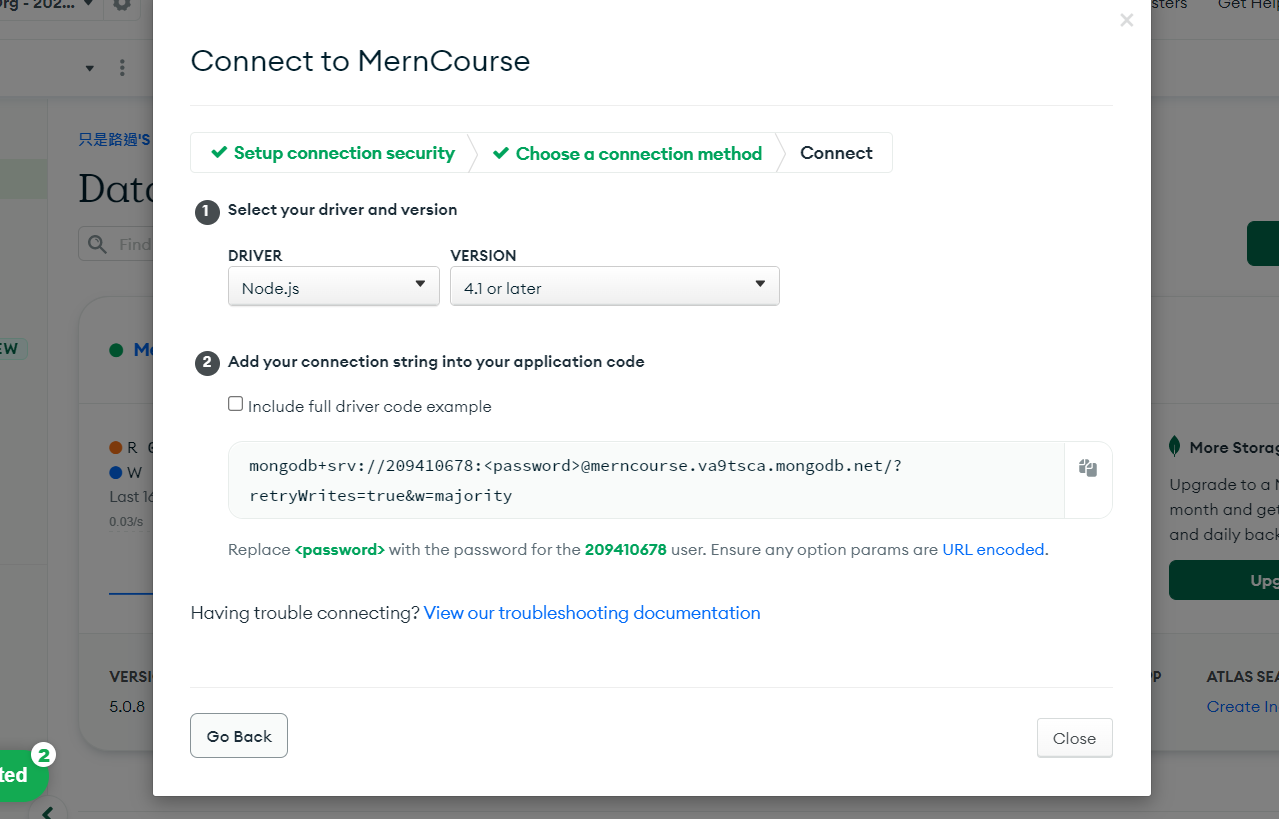 Org - 202...
sters
Get Help
Connect to MernCourse
只是路過'S
Setup connection security
Choose a connection method
Connect
1 Select your driver and version
Find
DRIVER
VERSION
Node.js
4.1 or later
EW
2 Add your connection string into your application code
Include full driver code example
R
W
Last 16
0.03/s
mongodb+srv://209410678:<password>@merncourse.va9tsca.mongodb.net/?
retryWrites=true&w=majority
More Storag
Upgrade to a M
month and get
and daily back
Replace <password> with the password for the 209410678 user. Ensure any option params are URL encoded.
Upg
Having trouble connecting? View our troubleshooting documentation
VERSI
5.0.8
PP
ATLAS SEA
Create In
Go Back
Close
2
ted